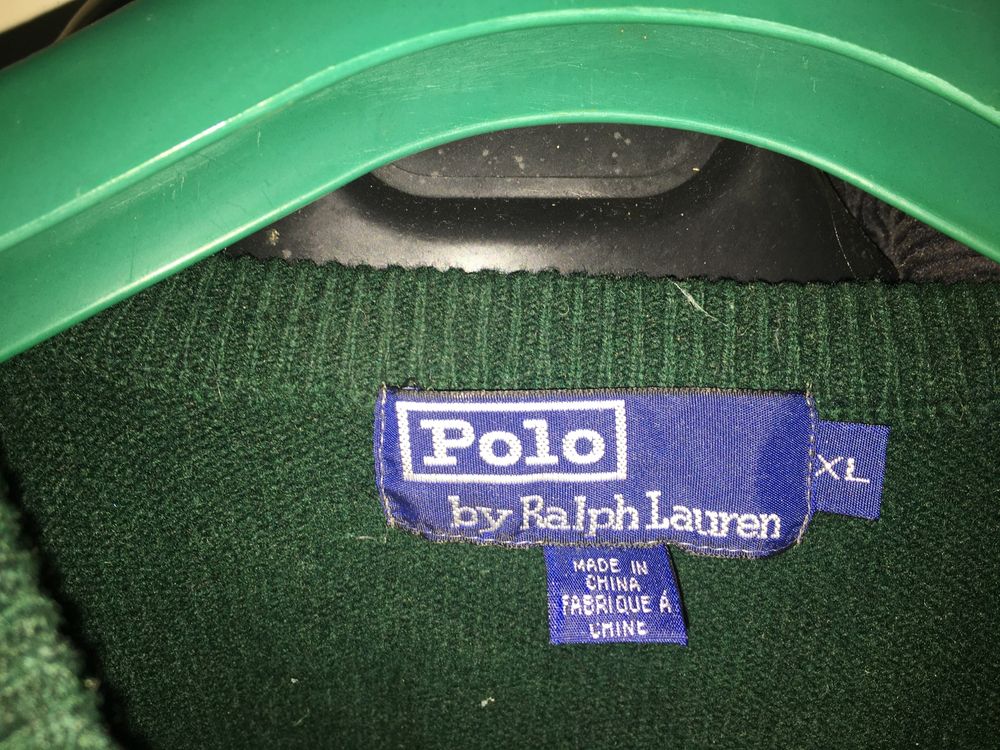 Polo
by Ralph Lauren
XL
MADE IN
CHINA
FABRIQUE À
CHINE